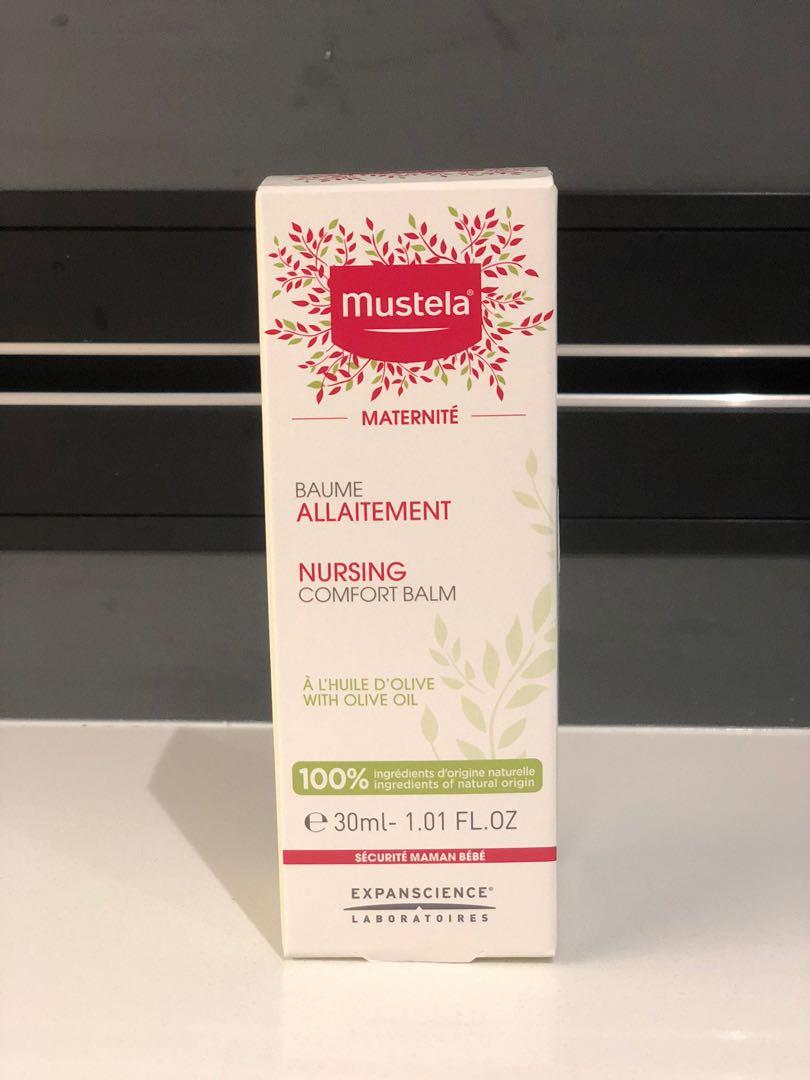 mustela®
MATERNITÉ
BAUME
ALLAITEMENT
NURSING
COMFORT BALM
À L'HUILE D'OLIVE
WITH OLIVE OIL
100% ingrédients d'origine naturelle
ingredients of natural origin
℮ 30ml- 1.01 FL.OZ
SÉCURITÉ MAMAN BÉBÉ
EXPANSCIENCE®
LABORATOIRES